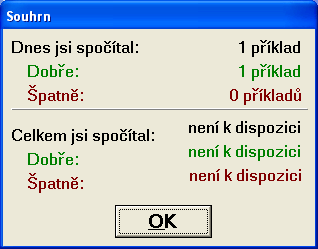 Souhrn
Dnes jsi spočítal: 1 příklad
Dobře: 1 příklad
Špatně: 0 příkladů
Celkem jsi spočítal: není k dispozici
Dobře: není k dispozici
Špatně: není k dispozici
OK